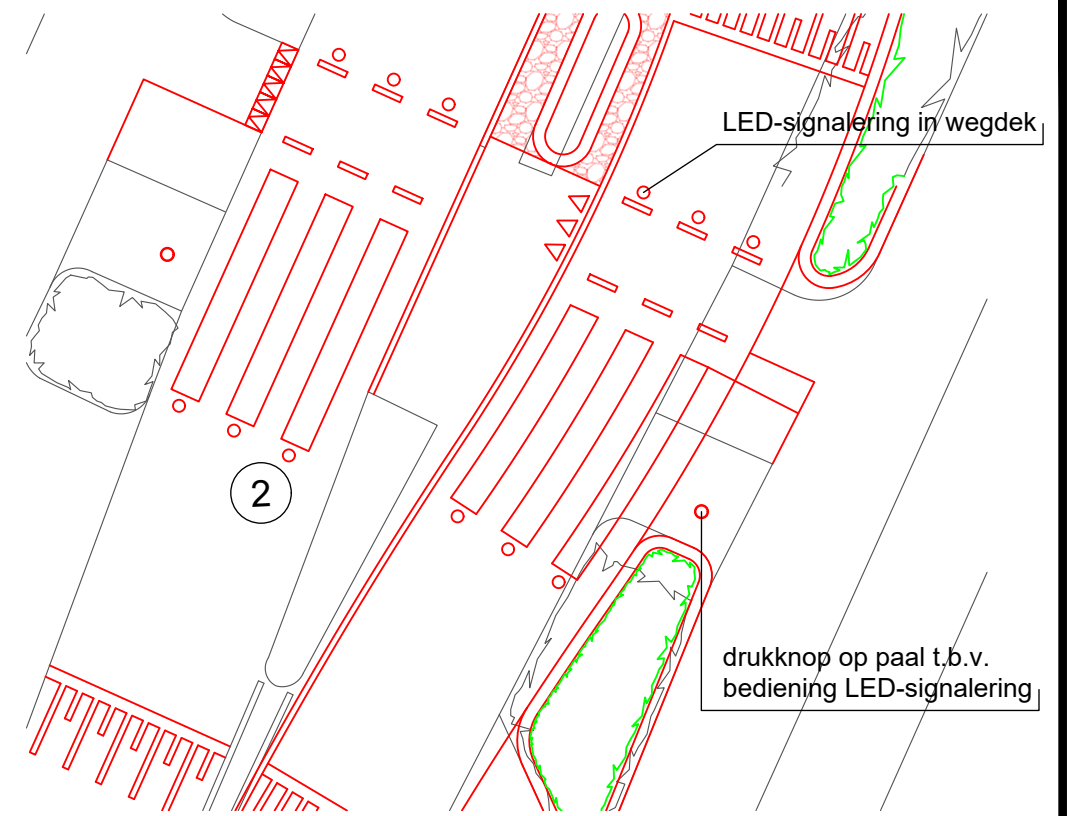 LED-signalering in wegdek
2
drukknop op paal t.b.v.
bediening LED-signalering